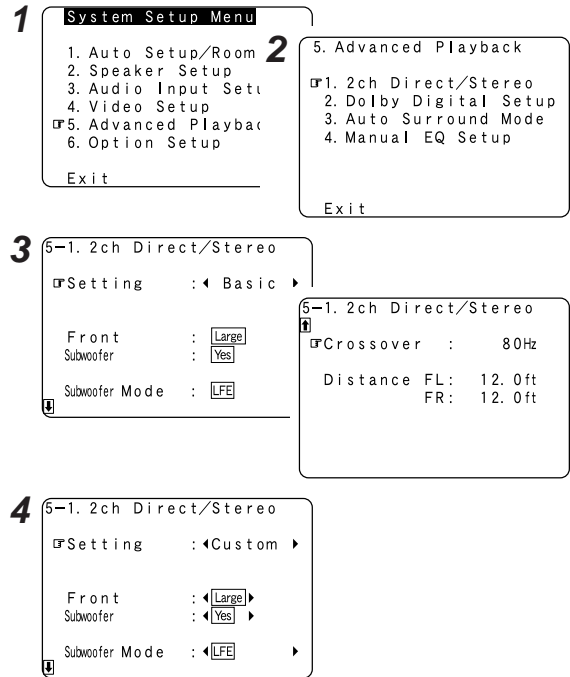 1
System Setup Menu
1. Auto Setup/Room
2. Speaker Setup
3. Audio Input Setu
4. Video Setup
☞5. Advanced Playbac
6. Option Setup
Exit
2
5. Advanced Playback
☞1. 2ch Direct/Stereo
2. Dolby Digital Setup
3. Auto Surround Mode
4. Manual EQ Setup
Exit
3
5-1. 2ch Direct/Stereo
☞Setting :◀ Basic ▶
Front : Large
Subwoofer : Yes
Subwoofer Mode : LFE
5-1. 2ch Direct/Stereo
☞Crossover : 80Hz
Distance FL: 12.0ft
FR: 12.0ft
4
5-1. 2ch Direct/Stereo
☞Setting :◀Custom ▶
Front :◀Large▶
Subwoofer :◀Yes ▶
Subwoofer Mode :◀LFE ▶